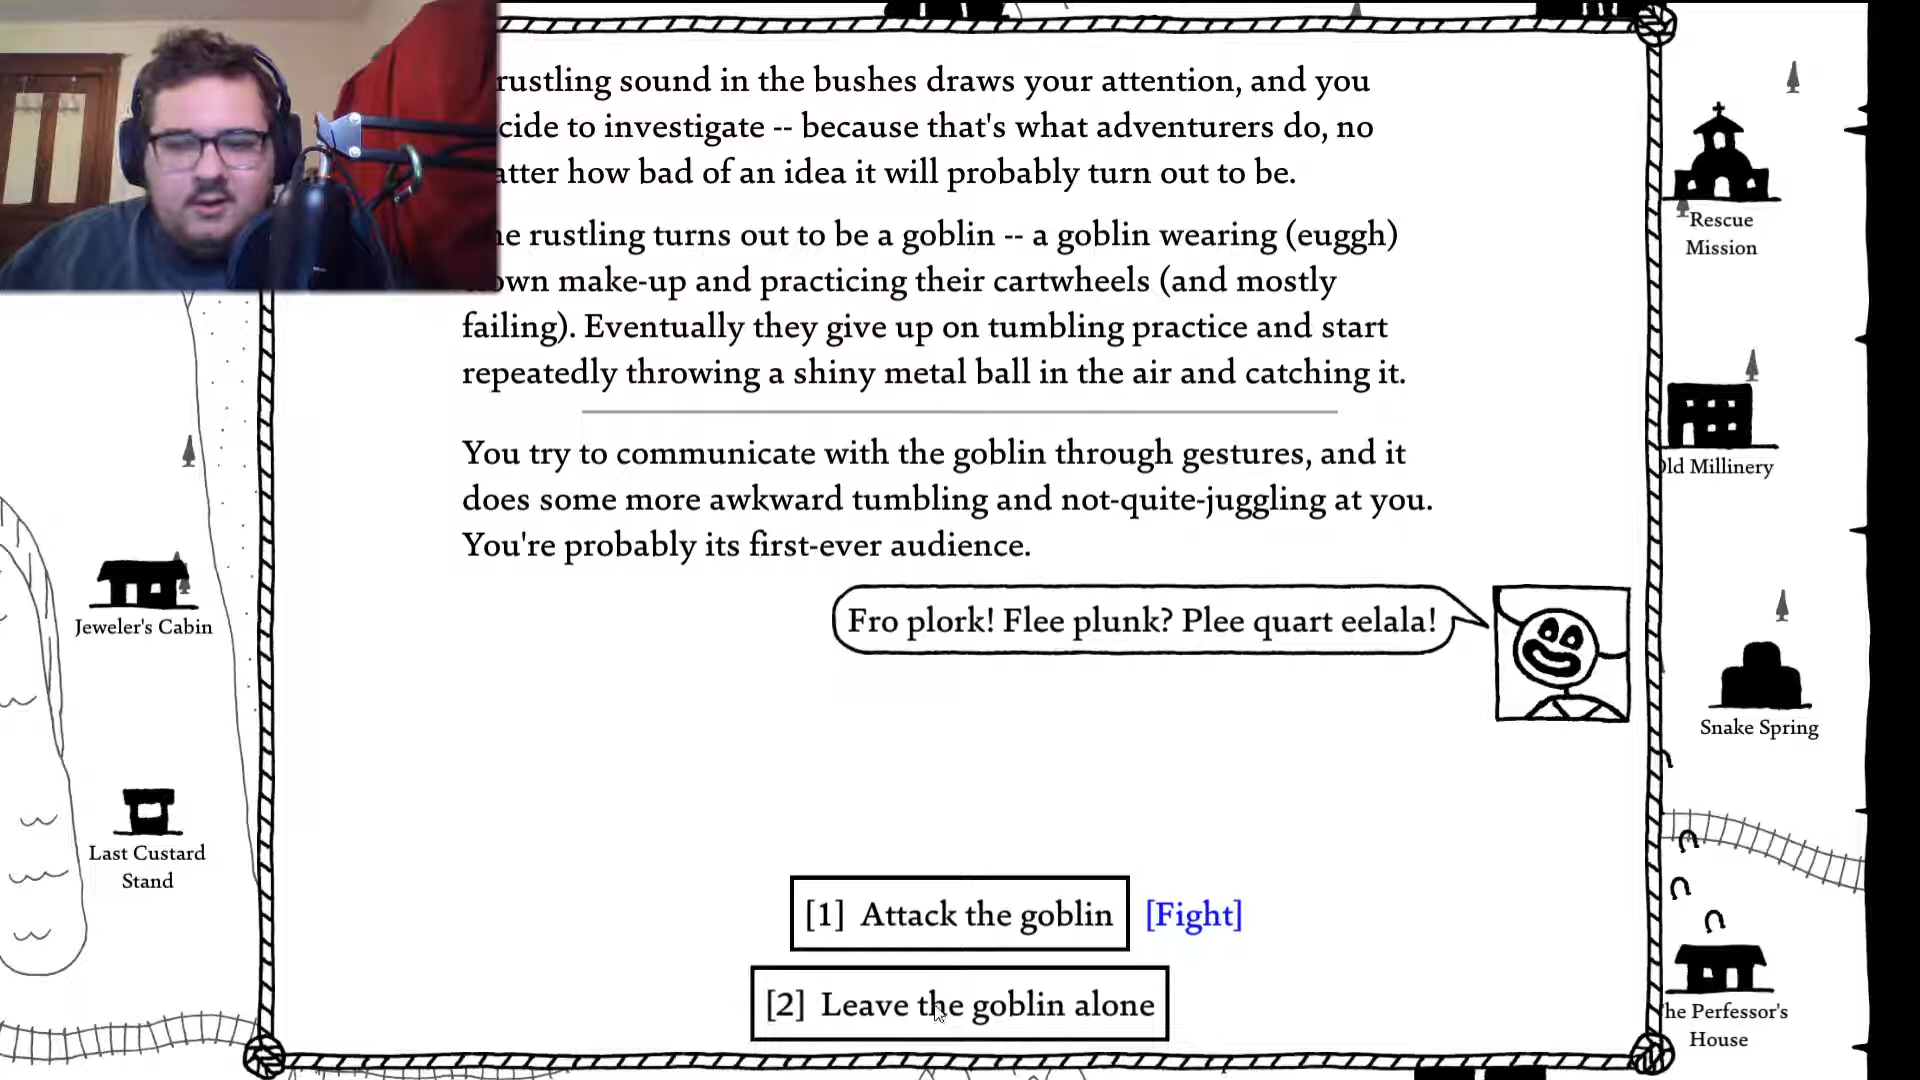 rustling sound in the bushes draws your attention, and you
cide to investigate -- because that's what adventurers do, no
atter how bad of an idea it will probably turn out to be.
e rustling turns out to be a goblin -- a goblin wearing (euggh)
own make-up and practicing their cartwheels (and mostly
failing). Eventually they give up on tumbling practice and start
repeatedly throwing a shiny metal ball in the air and catching it.
You try to communicate with the goblin through gestures, and it
does some more awkward tumbling and not-quite-juggling at you.
You're probably its first-ever audience.
Fro plork! Flee plunk? Plee quart eelala!
[1] Attack the goblin [Fight]
[2] Leave the goblin alone
Jeweler's Cabin
Last Custard
Stand
Rescue
Mission
ld Millinery
Snake Spring
he Perfessor's
House